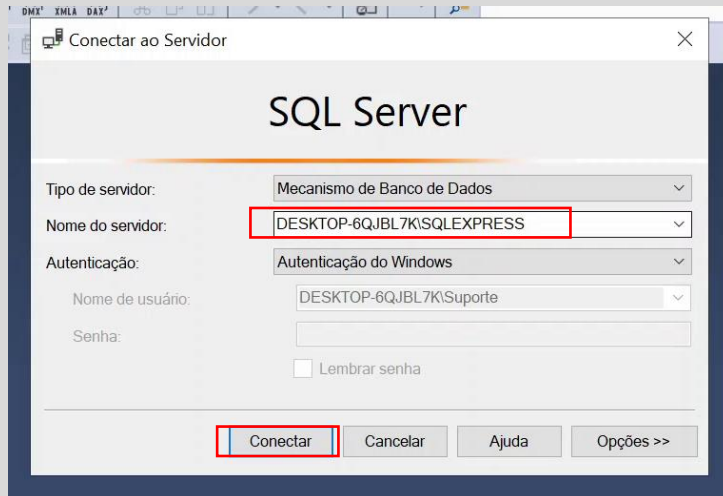 DMX XMLA DAX
Conectar ao Servidor
SQL Server
Tipo de servidor: Mecanismo de Banco de Dados
Nome do servidor: DESKTOP-6QJBL7K\SQLEXPRESS
Autenticação: Autenticação do Windows
Nome de usuário: DESKTOP-6QJBL7K\Suporte
Senha:
Lembrar senha
Conectar Cancelar Ajuda Opções >>